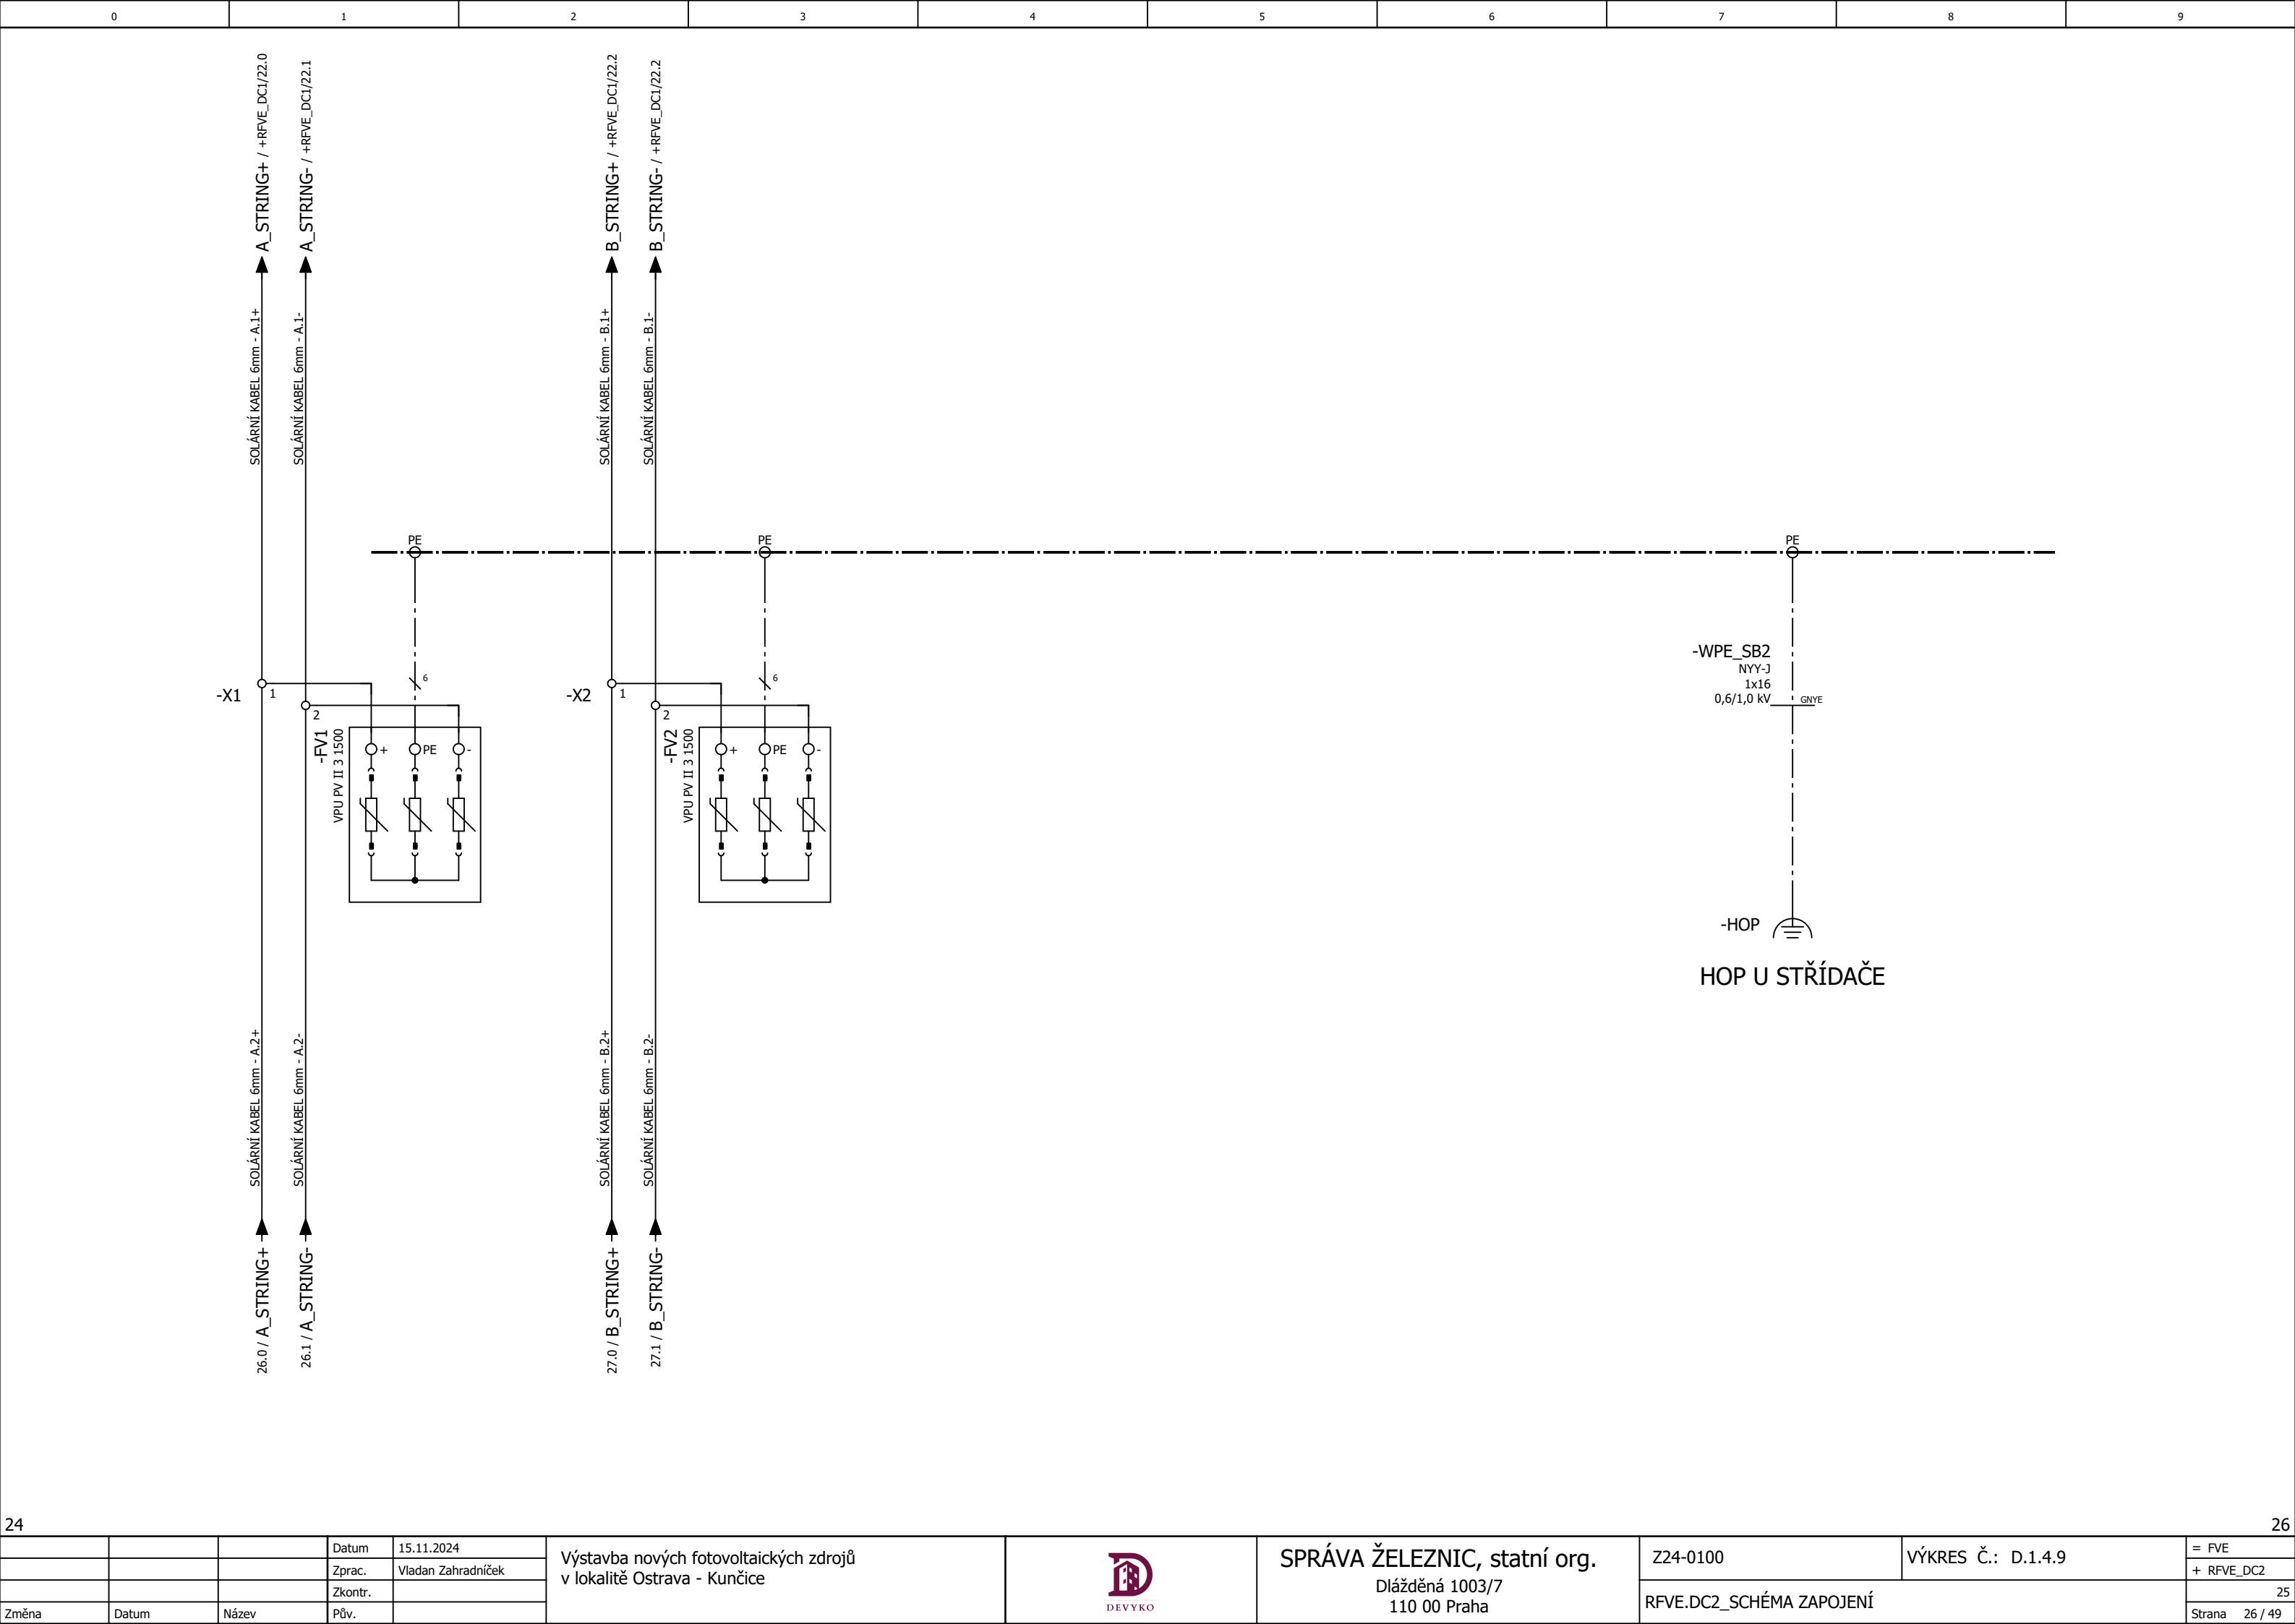 0 1 2 3 4 5 6 7 8 9
A_STRING+ / +RFVE_DC1/22.0
A_STRING- / +RFVE_DC1/22.1
B_STRING+ / +RFVE_DC1/22.2
B_STRING- / +RFVE_DC1/22.2
SOLÁRNÍ KABEL 6mm - A.1+
SOLÁRNÍ KABEL 6mm - A.1-
SOLÁRNÍ KABEL 6mm - B.1+
SOLÁRNÍ KABEL 6mm - B.1-
PE
PE
PE
-X1
1
2
6
-FV1
VPU PV II 3 1500
+
PE
-
-X2
1
2
6
-FV2
VPU PV II 3 1500
+
PE
-
-WPE_SB2
NYY-J
1x16
0,6/1,0 kV
GNYE
-HOP
HOP U STŘÍDAČE
SOLÁRNÍ KABEL 6mm - A.2+
SOLÁRNÍ KABEL 6mm - A.2-
SOLÁRNÍ KABEL 6mm - B.2+
SOLÁRNÍ KABEL 6mm - B.2-
26.0 / A_STRING+
26.1 / A_STRING-
27.0 / B_STRING+
27.1 / B_STRING-
24
26
Datum 15.11.2024
Zprac. Vladan Zahradníček
Zkontr.
Změna Datum Název Pův.
Výstavba nových fotovoltaických zdrojů
v lokalitě Ostrava - Kunčice
D
DEVYKO
SPRÁVA ŽELEZNIC, statní org.
Dlážděná 1003/7
110 00 Praha
Z24-0100
VÝKRES Č.: D.1.4.9
RFVE.DC2_SCHÉMA ZAPOJENÍ
= FVE
+ RFVE_DC2
25
Strana 26 / 49